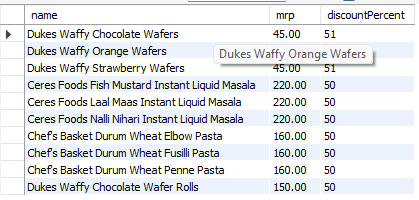 name mrp discountPercent
Dukes Waffy Chocolate Wafers 45.00 51
Dukes Waffy Orange Wafers
Dukes Waffy Orange Wafers
Dukes Waffy Strawberry Wafers 45.00 51
Ceres Foods Fish Mustard Instant Liquid Masala 220.00 50
Ceres Foods Laal Maas Instant Liquid Masala 220.00 50
Ceres Foods Nalli Nihari Instant Liquid Masala 220.00 50
Chef's Basket Durum Wheat Elbow Pasta 160.00 50
Chef's Basket Durum Wheat Fusilli Pasta 160.00 50
Chef's Basket Durum Wheat Penne Pasta 160.00 50
Dukes Waffy Chocolate Wafer Rolls 150.00 50